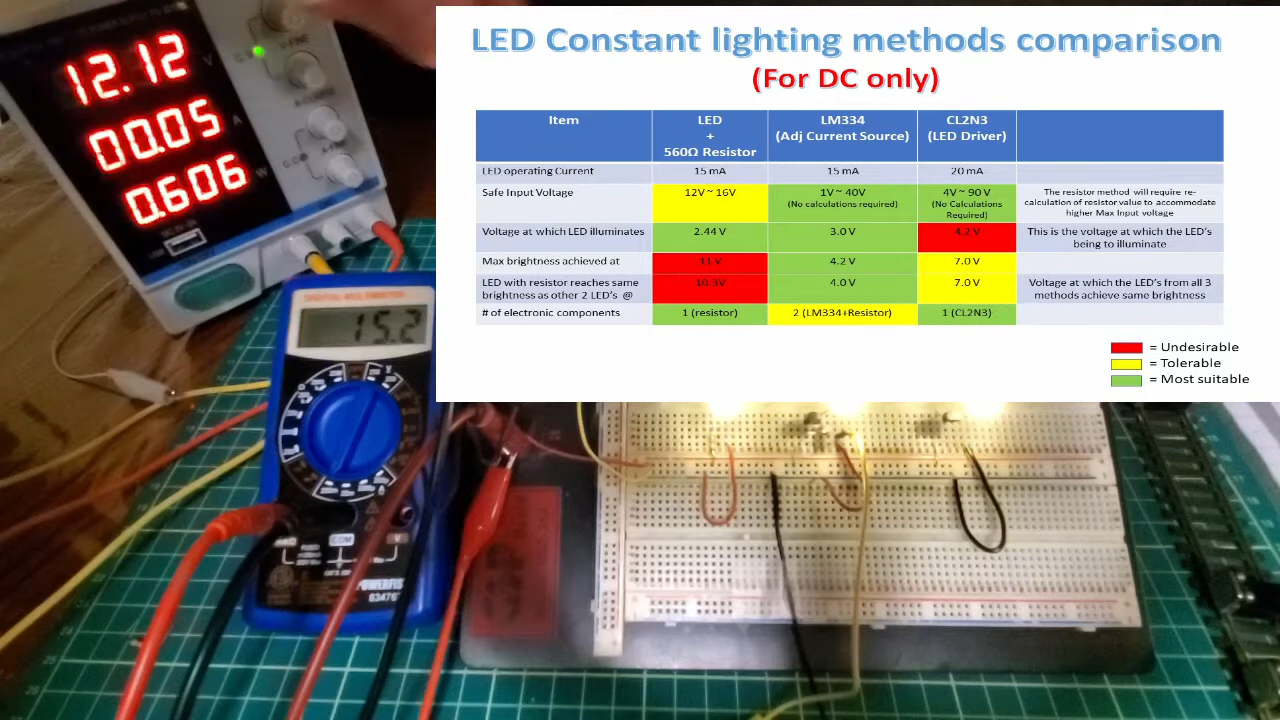 LED Constant lighting methods comparison
(For DC only)
Item
LED
+
560Ω Resistor
LM334
(Adj Current Source)
CL2N3
(LED Driver)
LED operating Current
15 mA
15 mA
20 mA
Safe Input Voltage
12V ~ 16V
1V ~ 40V
(No calculations required)
4V ~ 90 V
(No Calculations
Required)
The resistor method will require re-
calculation of resistor value to accommodate
higher Max Input voltage
Voltage at which LED illuminates
2.44 V
3.0 V
4.2 V
This is the voltage at which the LED's
being to illuminate
Max brightness achieved at
11 V
4.2 V
7.0 V
LED with resistor reaches same
brightness as other 2 LED's @
10.3V
4.0 V
7.0 V
Voltage at which the LED's from all 3
methods achieve same brightness
# of electronic components
1 (resistor)
2 (LM334+Resistor)
1 (CL2N3)
= Undesirable
= Tolerable
= Most suitable
12.12 V
00.05 A
0.606 W
DIGITAL MULTIMETER
15.2
COM
V
POWERFIST